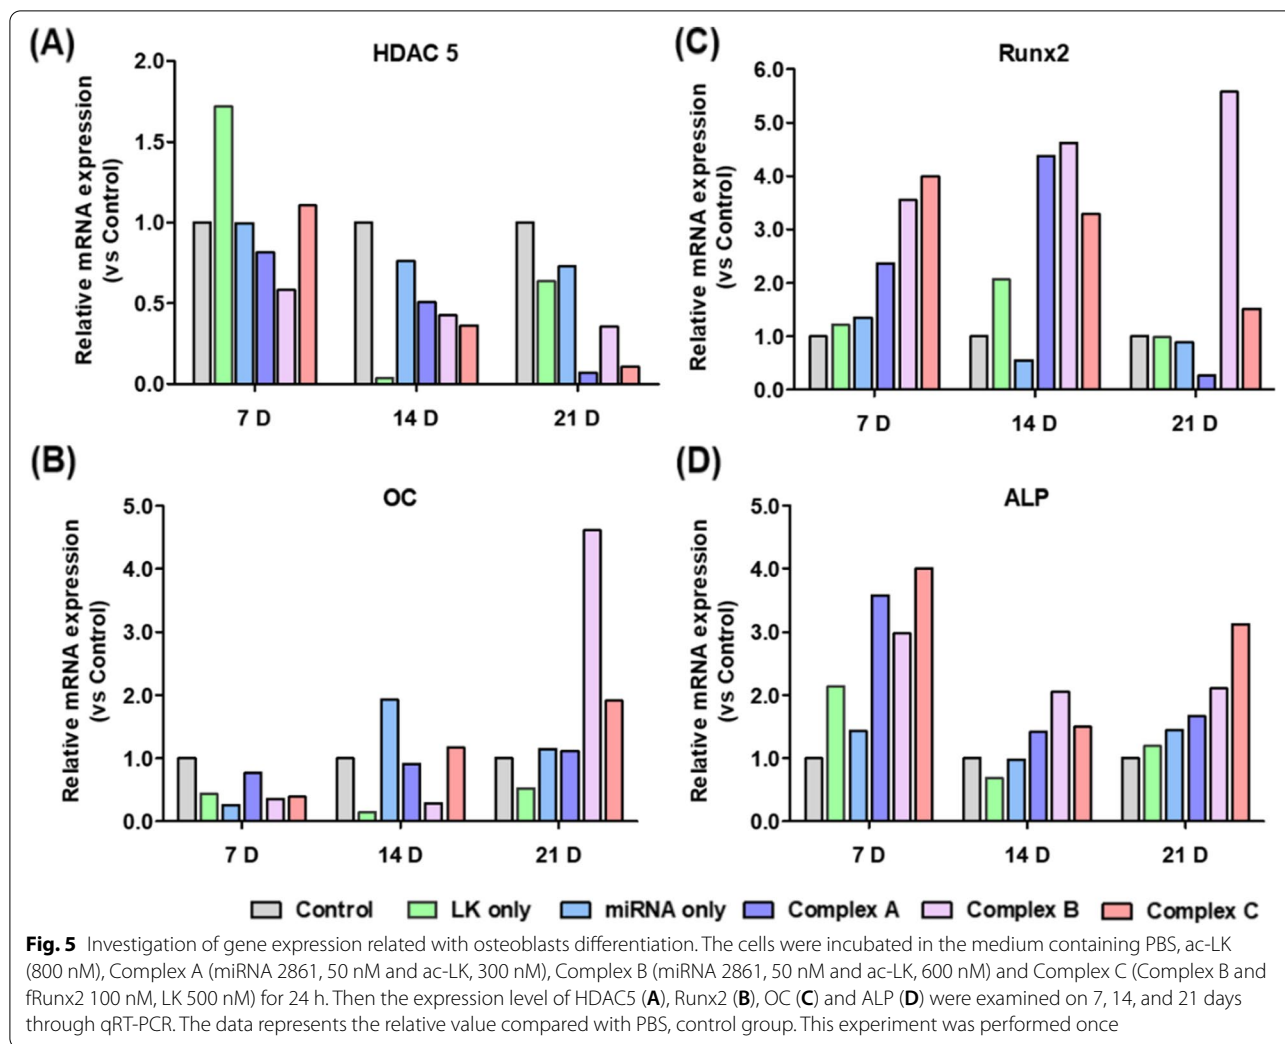 (A)
HDAC 5
Relative mRNA expression
(vs Control)
2.0
1.5
1.0
0.5
0.0
7 D 14 D 21 D
(C)
Runx2
Relative mRNA expression
(vs Control)
6.0
5.0
4.0
3.0
2.0
1.0
0.0
7 D 14 D 21 D
(B)
OC
Relative mRNA expression
(vs Control)
5.0
4.0
3.0
2.0
1.0
0.0
7 D 14 D 21 D
(D)
ALP
Relative mRNA expression
(vs Control)
5.0
4.0
3.0
2.0
1.0
0.0
7 D 14 D 21 D
Control LK only miRNA only Complex A Complex B Complex C
Fig. 5 Investigation of gene expression related with osteoblasts differentiation. The cells were incubated in the medium containing PBS, ac-LK
(800 nM), Complex A (miRNA 2861, 50 nM and ac-LK, 300 nM), Complex B (miRNA 2861, 50 nM and ac-LK, 600 nM) and Complex C (Complex B and
fRunx2 100 nM, LK 500 nM) for 24 h. Then the expression level of HDAC5 (A), Runx2 (B), OC (C) and ALP (D) were examined on 7, 14, and 21 days
through qRT-PCR. The data represents the relative value compared with PBS, control group. This experiment was performed once